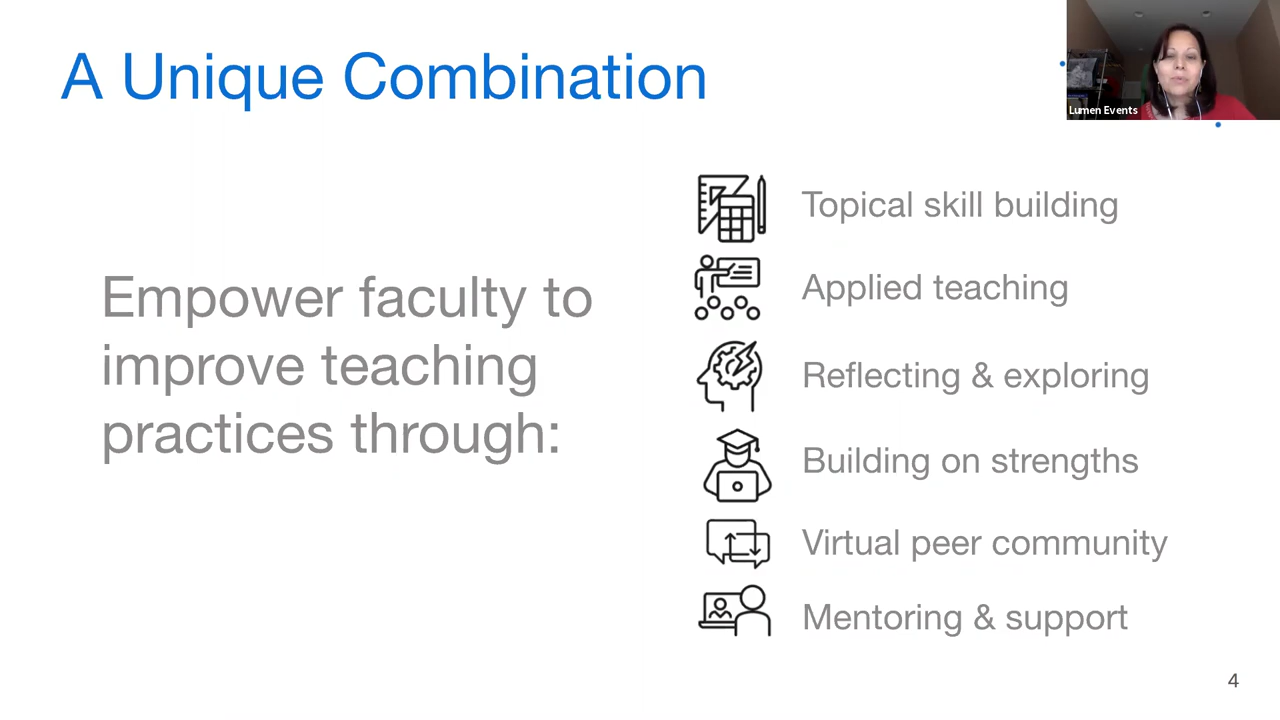 A Unique Combination
Lumen Events
Empower faculty to
improve teaching
practices through:
Topical skill building
Applied teaching
Reflecting & exploring
Building on strengths
Virtual peer community
Mentoring & support
4